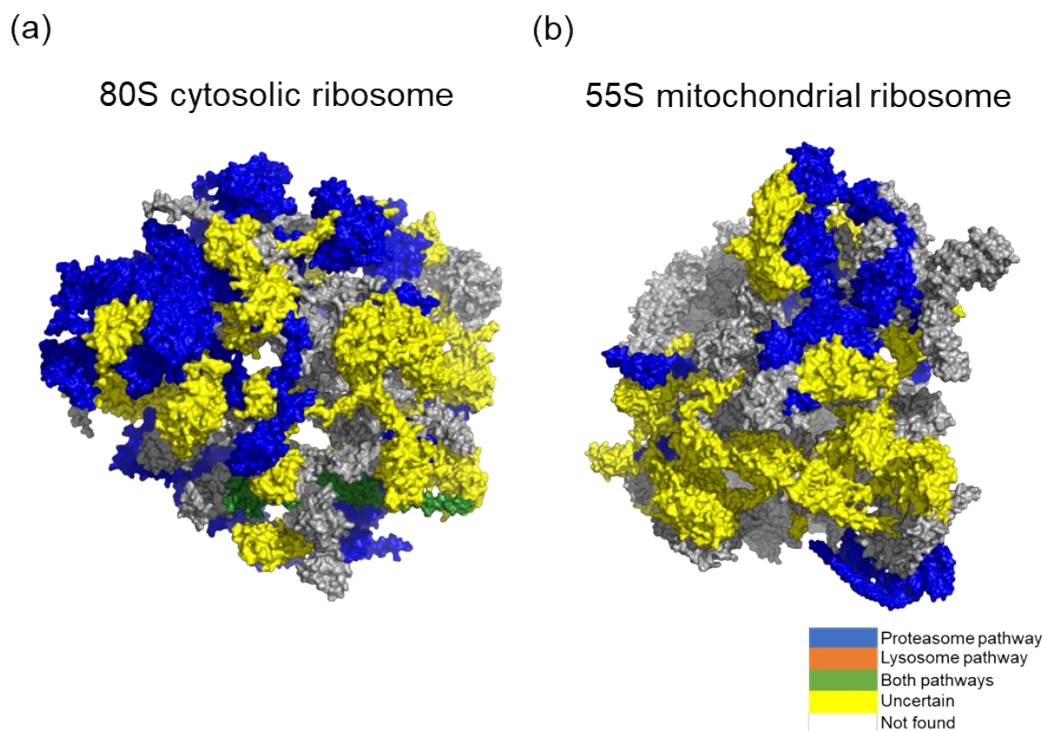 (a)
(b)
80S cytosolic ribosome
55S mitochondrial ribosome
Proteasome pathway
Lysosome pathway
Both pathways
Uncertain
Not found